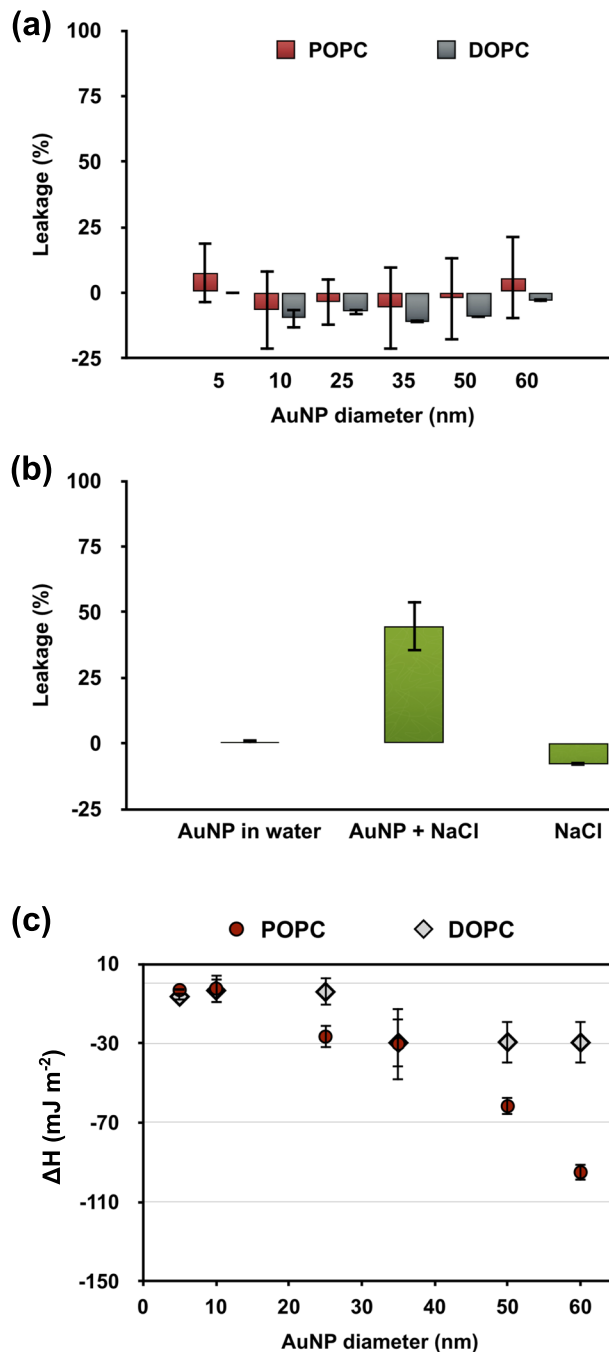 (a)
100
POPC
DOPC
75
50
25
0
-25
Leakage (%)
5 10 25 35 50 60
AuNP diameter (nm)
(b)
100
75
50
25
0
-25
Leakage (%)
AuNP in water AuNP + NaCl NaCl
(c)
POPC
DOPC
10
-30
-70
-110
-150
ΔH (mJ m⁻²)
0 10 20 30 40 50 60
AuNP diameter (nm)